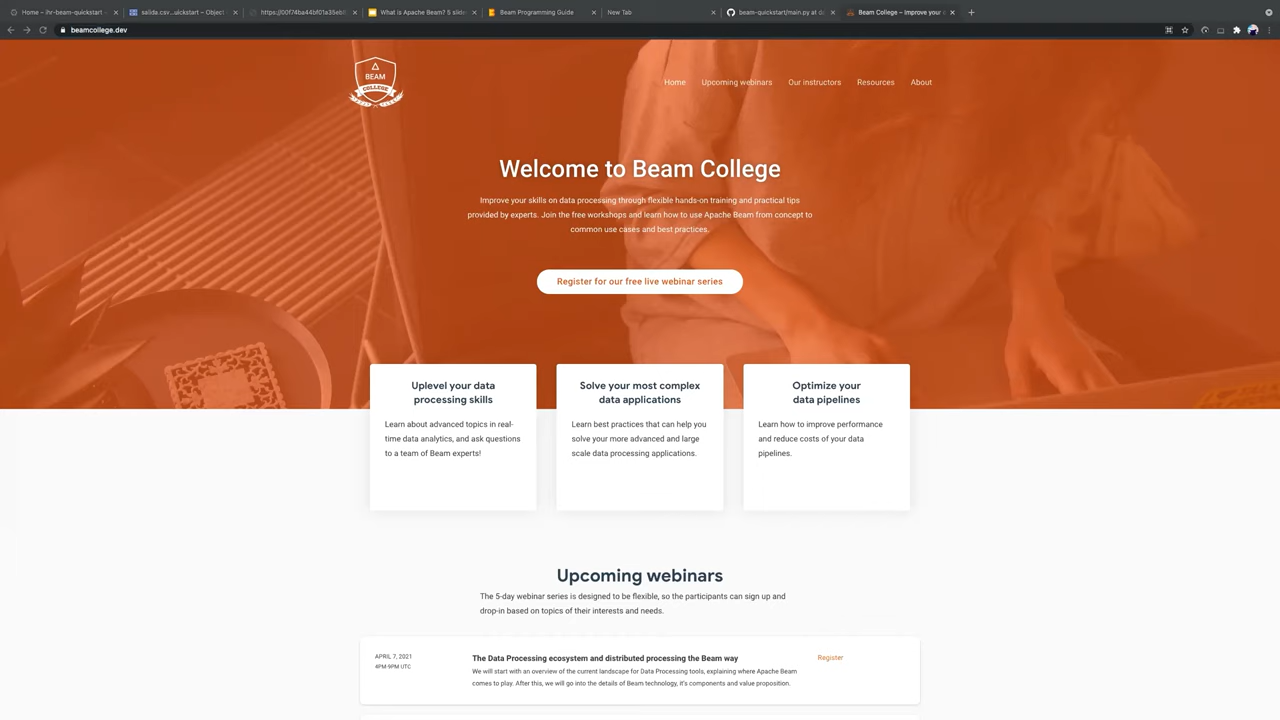 Home – ihr-beam-quickstart –
salida.csv...uickstart – Object
https://00f74ba44bf01a35eb
What is Apache Beam? 5 slide
Beam Programming Guide
New Tab
beam-quickstart/main.py at d
Beam College – Improve your
beamcollege.dev
BEAM
COLLEGE
Home
Upcoming webinars
Our instructors
Resources
About
Welcome to Beam College
Improve your skills on data processing through flexible hands-on training and practical tips
provided by experts. Join the free workshops and learn how to use Apache Beam from concept to
common use cases and best practices.
Register for our free live webinar series
Uplevel your data
processing skills
Learn about advanced topics in real-
time data analytics, and ask questions
to a team of Beam experts!
Solve your most complex
data applications
Learn best practices that can help you
solve your more advanced and large
scale data processing applications.
Optimize your
data pipelines
Learn how to improve performance
and reduce costs of your data
pipelines.
Upcoming webinars
The 5-day webinar series is designed to be flexible, so the participants can sign up and
drop-in based on topics of their interests and needs.
APRIL 7, 2021
4PM-9PM UTC
The Data Processing ecosystem and distributed processing the Beam way
We will start with an overview of the current landscape for Data Processing tools, explaining where Apache Beam
comes to play. After this, we will go into the details of Beam technology, it's components and value proposition.
Register